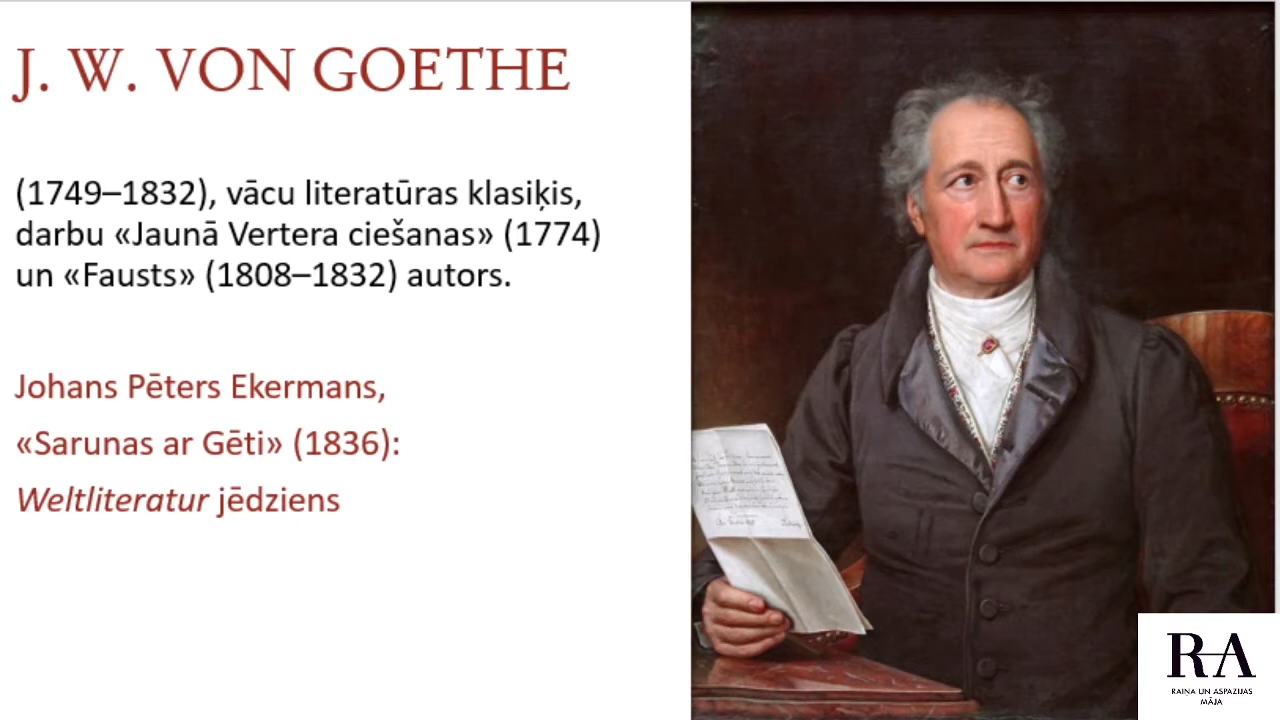 J. W. VON GOETHE
(1749–1832), vācu literatūras klasiķis,
darbu «Jaunā Vertera ciešanas» (1774)
un «Fausts» (1808–1832) autors.
Johans Pēters Ekermans,
«Sarunas ar Gēti» (1836):
Weltliteratur jēdziens
RA
RAIŅA UN ASPAZIJAS
MĀJA